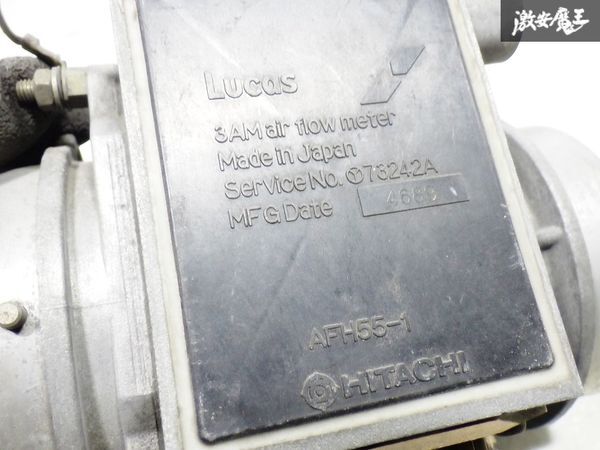 激安魔王
Lucas
3AM air flow meter
Made in Japan
Service No. 73242A
MFG Date
AFH55-1
HITACHI